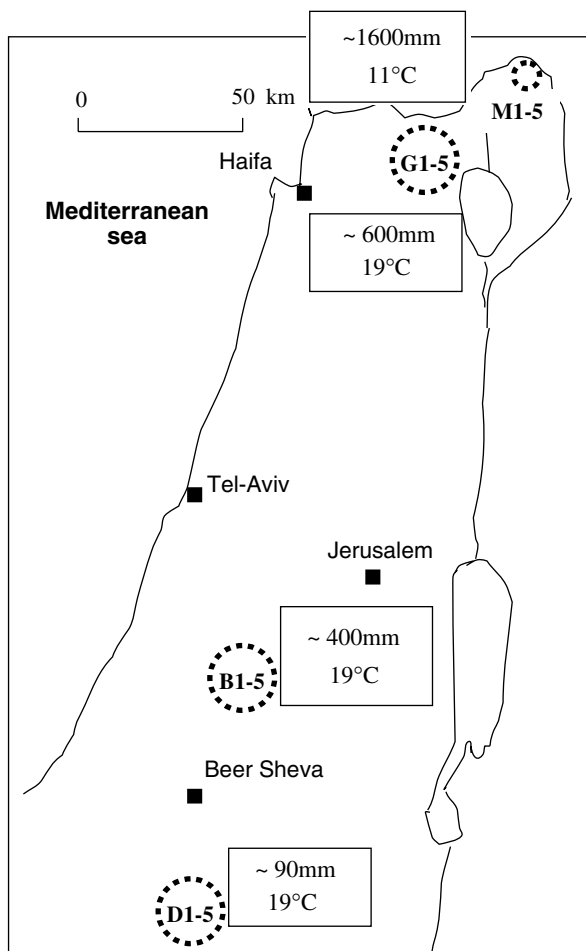 ~1600mm
11°C
0 50 km
M1-5
G1-5
Haifa
Mediterranean
sea
~ 600mm
19°C
Tel-Aviv
Jerusalem
~ 400mm
19°C
B1-5
Beer Sheva
~ 90mm
19°C
D1-5